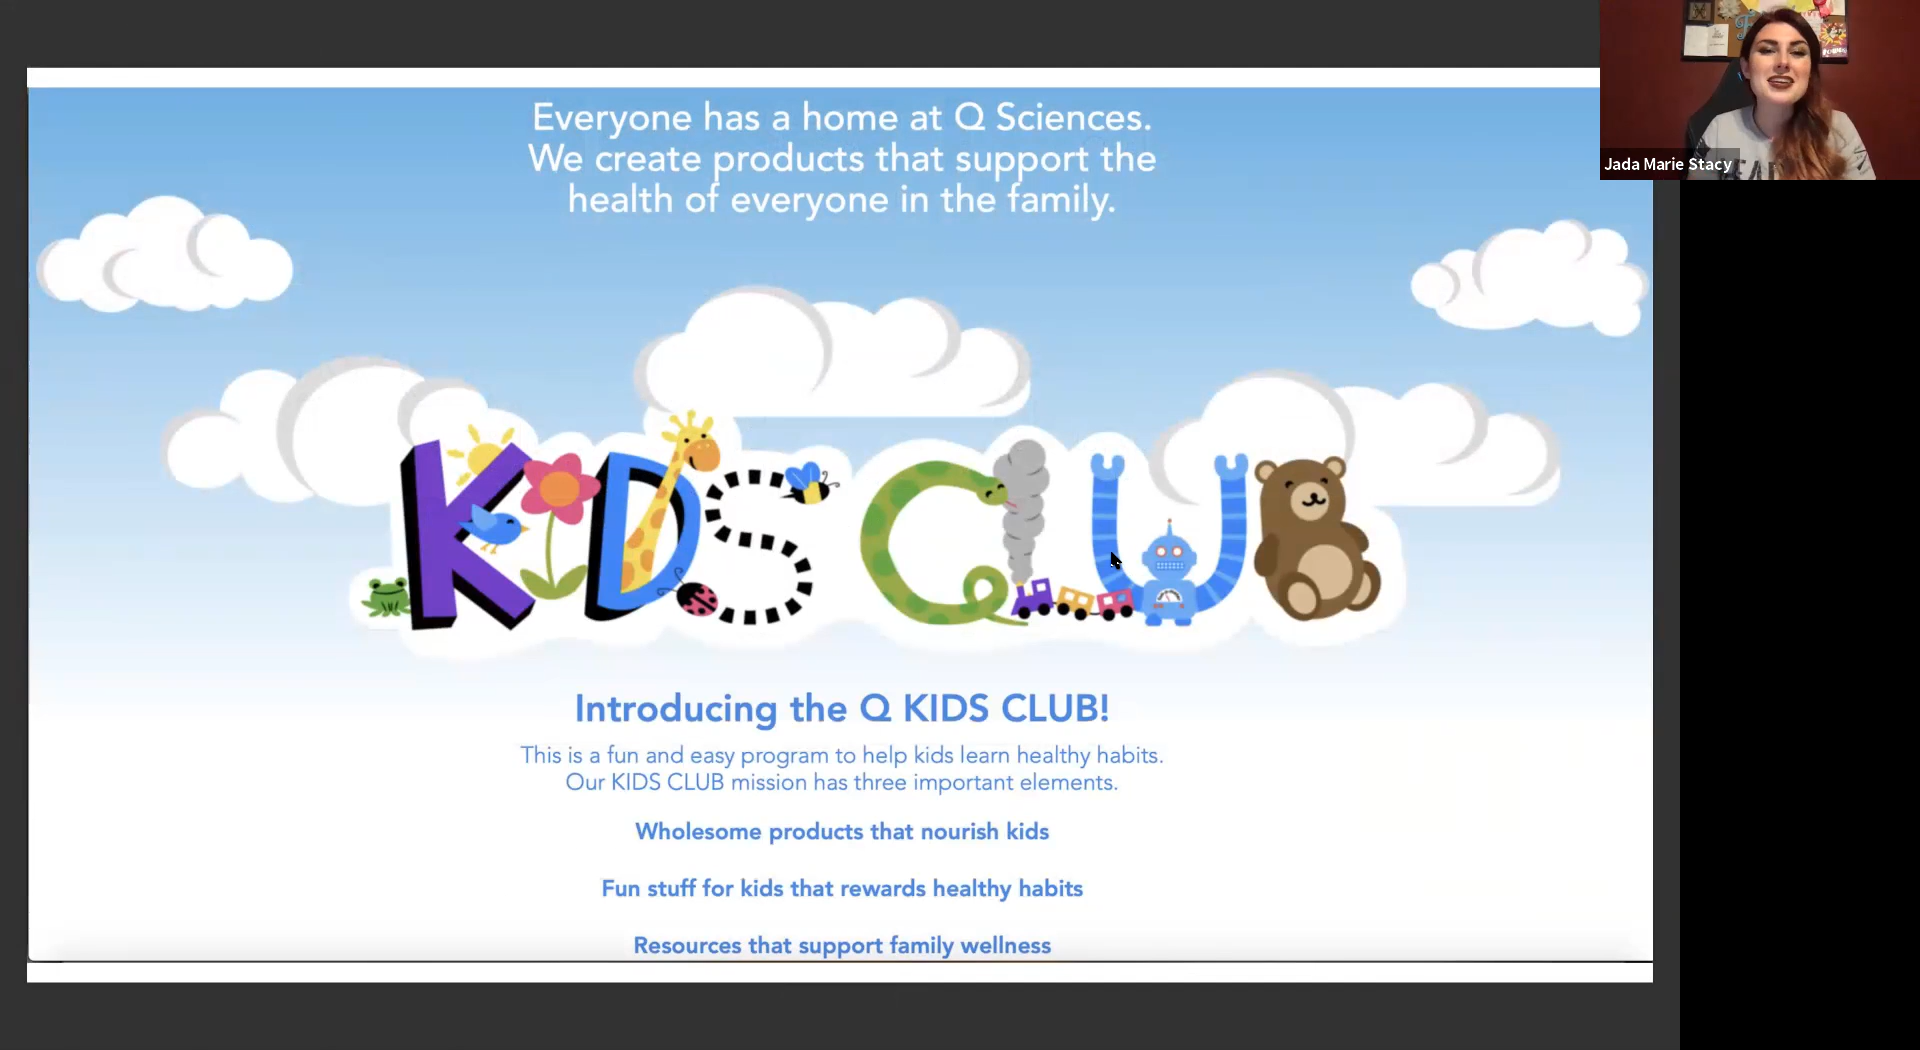 Everyone has a home at Q Sciences.
We create products that support the
health of everyone in the family.
KIDS CLUB
Introducing the Q KIDS CLUB!
This is a fun and easy program to help kids learn healthy habits.
Our KIDS CLUB mission has three important elements.
Wholesome products that nourish kids
Fun stuff for kids that rewards healthy habits
Resources that support family wellness
Jada Marie Stacy